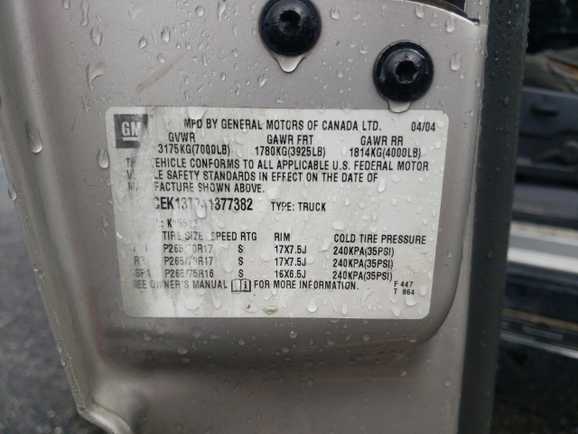 GM MFD BY GENERAL MOTORS OF CANADA LTD. 04/04
GVWR GAWR FRT GAWR RR
3175KG(7000LB) 1780KG(3925LB) 1814KG(4000LB)
VEHICLE CONFORMS TO ALL APPLICABLE U.S. FEDERAL MOTOR
SAFETY STANDARDS IN EFFECT ON THE DATE OF
SHOWN ABOVE.
TYPE: TRUCK
TIRE SIZE SPEED RTG RIM COLD TIRE PRESSURE
S 17X7.5J 240KPA(35PSI)
S 17X7.5J 240KPA(35PSI)
S 16X6.5J 240KPA(35PSI)
OWNER'S MANUAL FOR MORE INFORMATION.
F 447
T 864